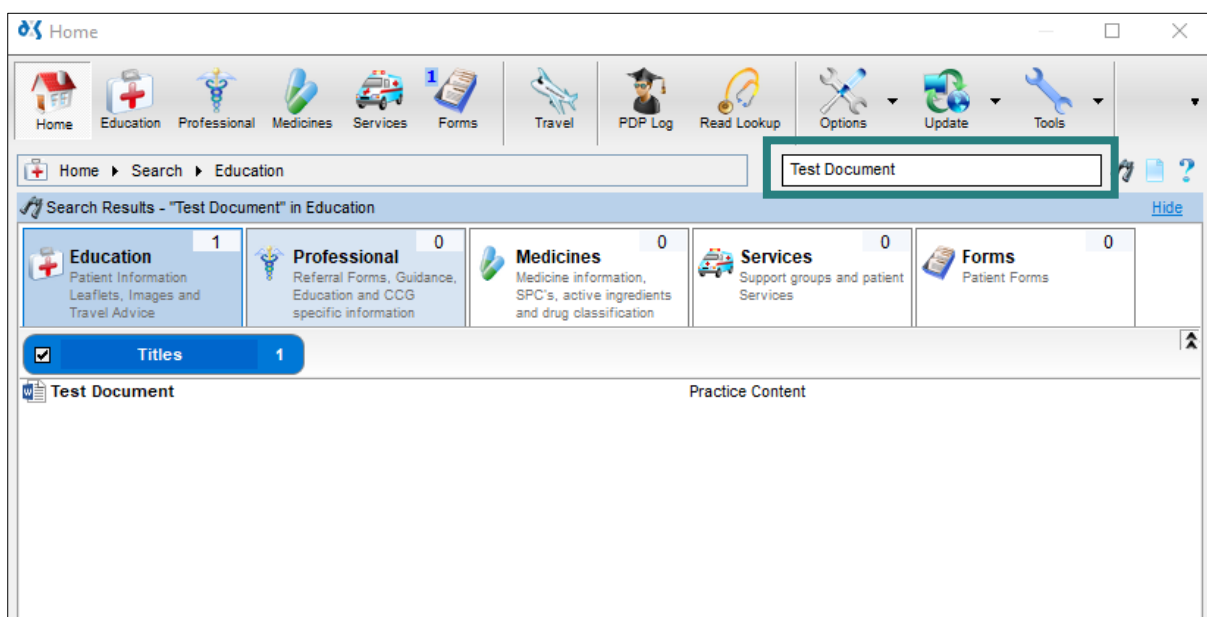 Home
1
Home Education Professional Medicines Services Forms Travel PDP Log Read Lookup Options Update Tools
Home Search Education
Test Document
?
Search Results - "Test Document" in Education
Hide
Education
1
Patient Information
Leaflets, Images and
Travel Advice
Professional
0
Referral Forms, Guidance,
Education and CCG
specific information
Medicines
0
Medicine information,
SPC's, active ingredients
and drug classification
Services
0
Support groups and patient
Services
Forms
0
Patient Forms
Titles 1
Test Document Practice Content